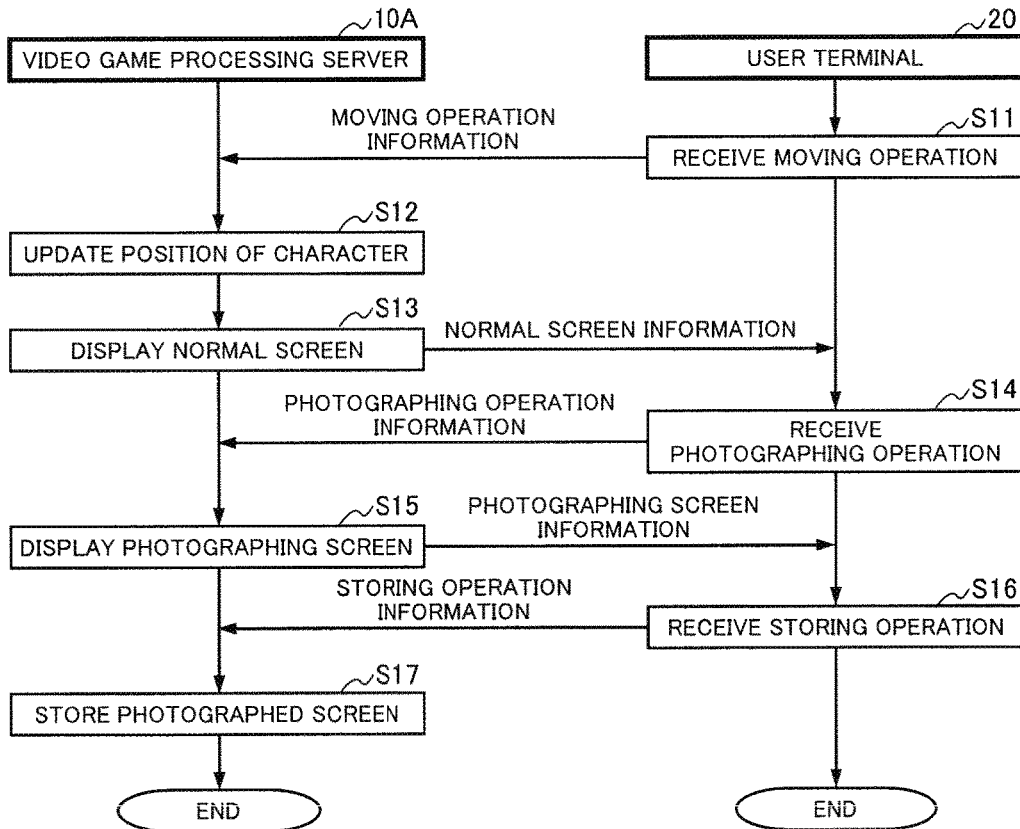 10A
20
VIDEO GAME PROCESSING SERVER
USER TERMINAL
MOVING OPERATION
INFORMATION
S11
RECEIVE MOVING OPERATION
S12
UPDATE POSITION OF CHARACTER
S13
DISPLAY NORMAL SCREEN
NORMAL SCREEN INFORMATION
S14
RECEIVE
PHOTOGRAPHING OPERATION
PHOTOGRAPHING OPERATION
INFORMATION
S15
DISPLAY PHOTOGRAPHING SCREEN
PHOTOGRAPHING SCREEN
INFORMATION
STORING OPERATION
INFORMATION
S16
RECEIVE STORING OPERATION
S17
STORE PHOTOGRAPHED SCREEN
END
END